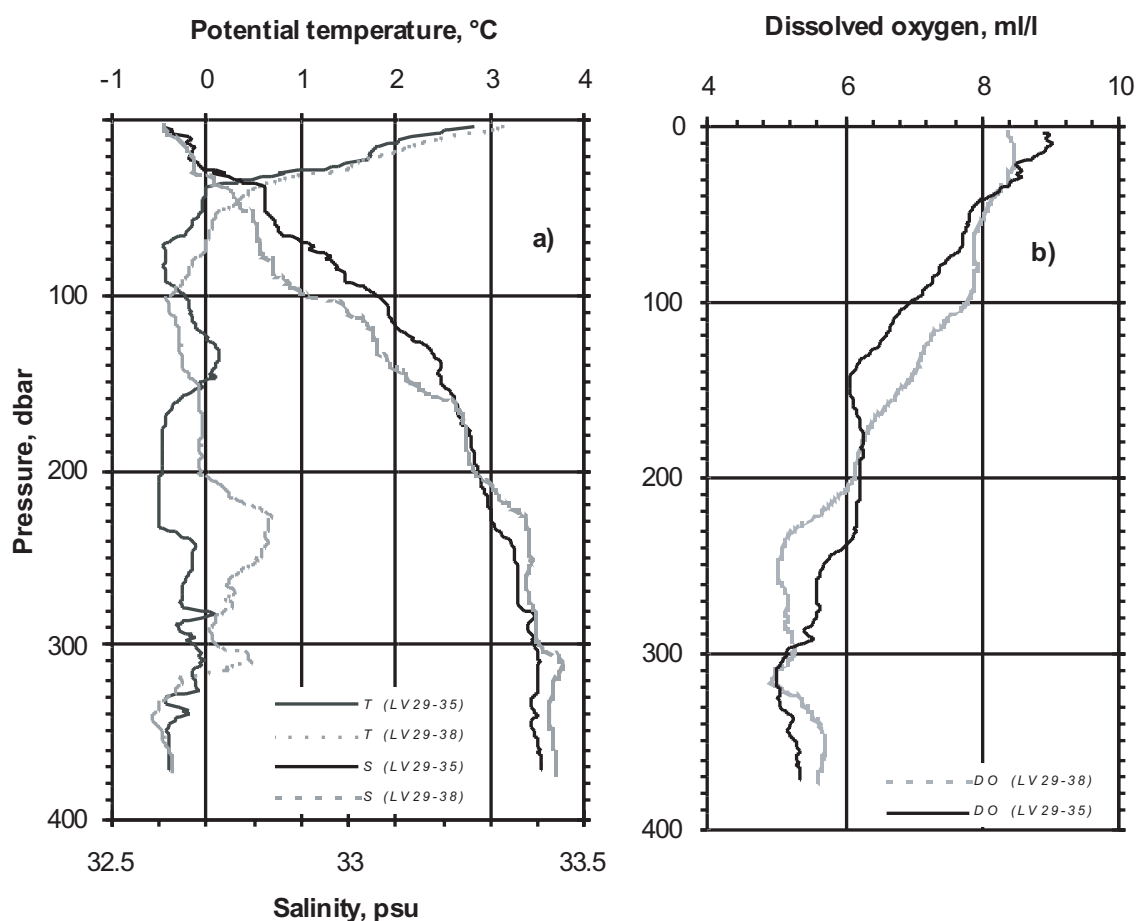 Potential temperature, °C
-1 0 1 2 3 4
a)
100
200
300
400
Pressure, dbar
T (LV29-35)
T (LV29-38)
S (LV29-35)
S (LV29-38)
32.5 33 33.5
Salinity, psu
Dissolved oxygen, ml/l
4 6 8 10
0
b)
100
200
300
400
DO (LV29-38)
DO (LV29-35)